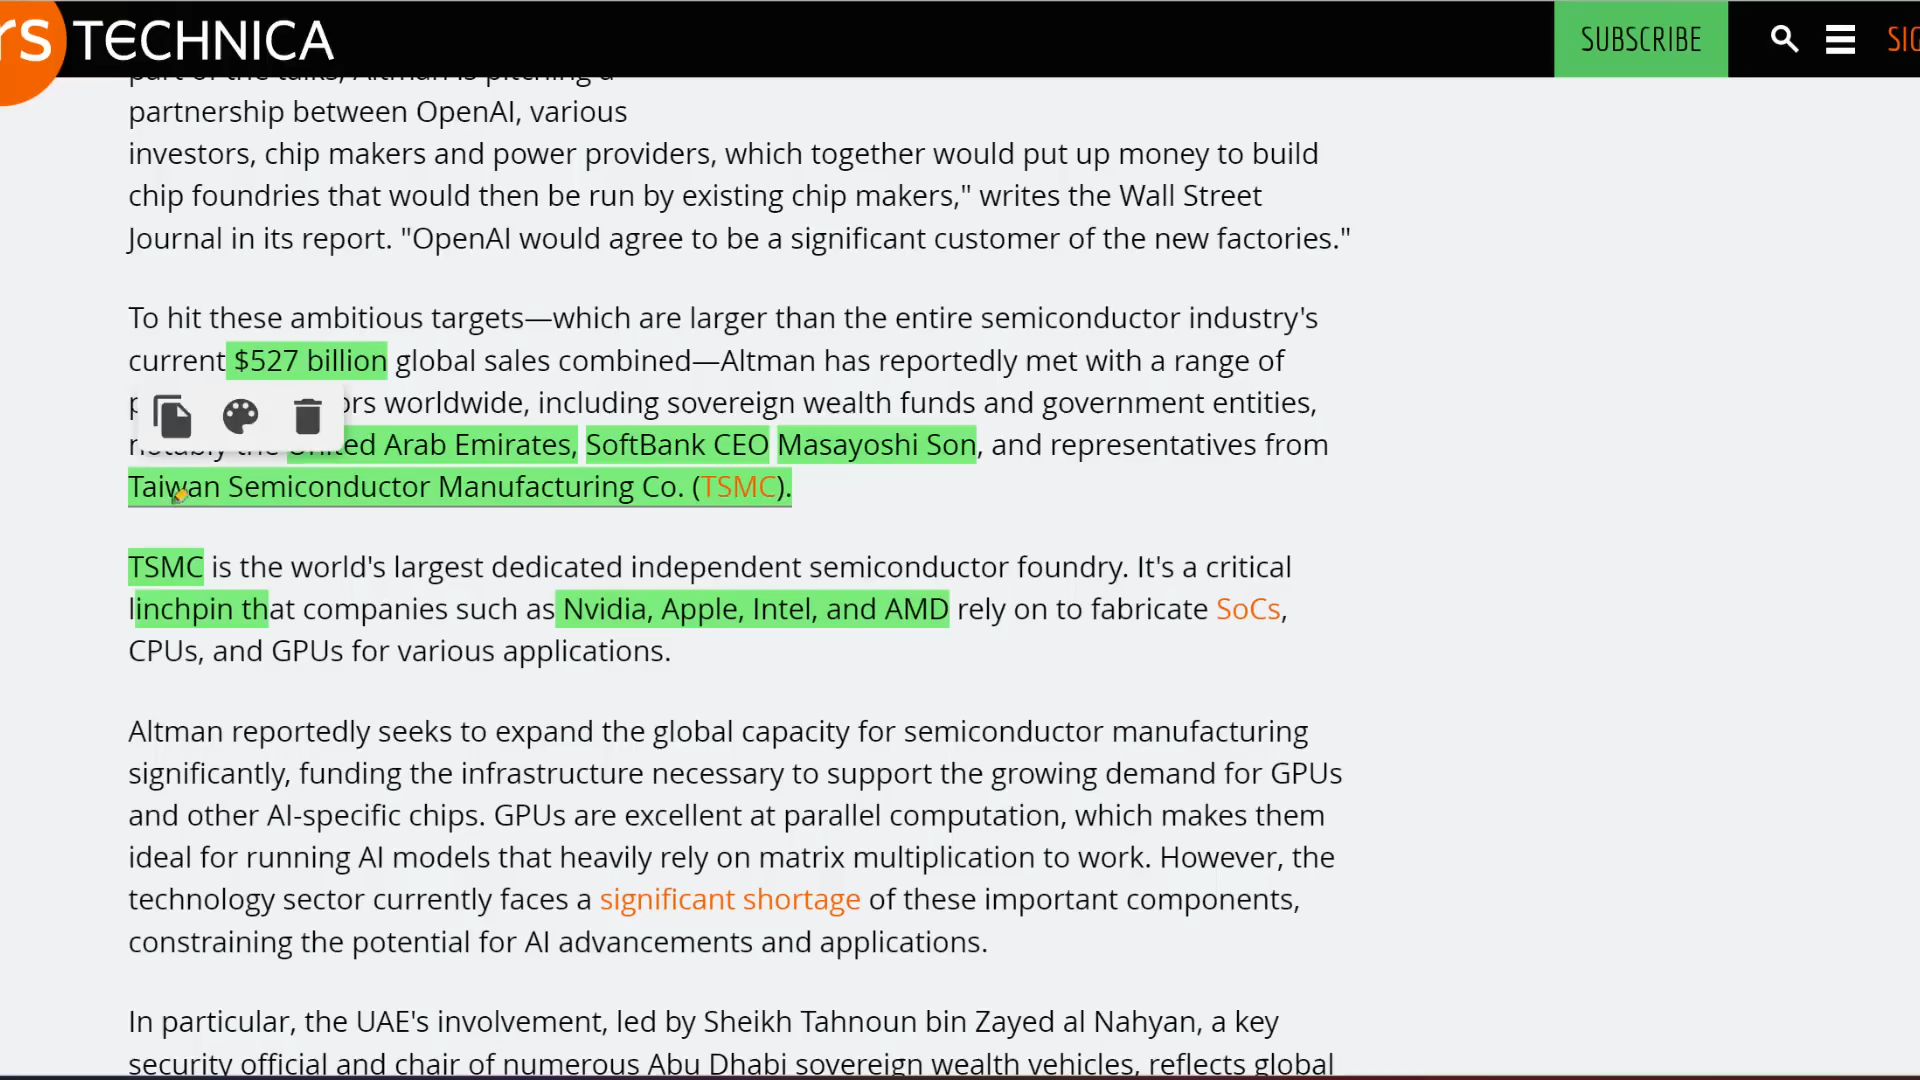 rs TECHNICA
SUBSCRIBE
SIG
part of the talks, Altman is pitching a
partnership between OpenAI, various
investors, chip makers and power providers, which together would put up money to build
chip foundries that would then be run by existing chip makers," writes the Wall Street
Journal in its report. "OpenAI would agree to be a significant customer of the new factories."
To hit these ambitious targets—which are larger than the entire semiconductor industry's
current $527 billion global sales combined—Altman has reportedly met with a range of
ors worldwide, including sovereign wealth funds and government entities,
notably the United Arab Emirates, SoftBank CEO Masayoshi Son, and representatives from
Taiwan Semiconductor Manufacturing Co. (TSMC).
TSMC is the world's largest dedicated independent semiconductor foundry. It's a critical
linchpin that companies such as Nvidia, Apple, Intel, and AMD rely on to fabricate SoCs,
CPUs, and GPUs for various applications.
Altman reportedly seeks to expand the global capacity for semiconductor manufacturing
significantly, funding the infrastructure necessary to support the growing demand for GPUs
and other AI-specific chips. GPUs are excellent at parallel computation, which makes them
ideal for running AI models that heavily rely on matrix multiplication to work. However, the
technology sector currently faces a significant shortage of these important components,
constraining the potential for AI advancements and applications.
In particular, the UAE's involvement, led by Sheikh Tahnoun bin Zayed al Nahyan, a key
security official and chair of numerous Abu Dhabi sovereign wealth vehicles, reflects global